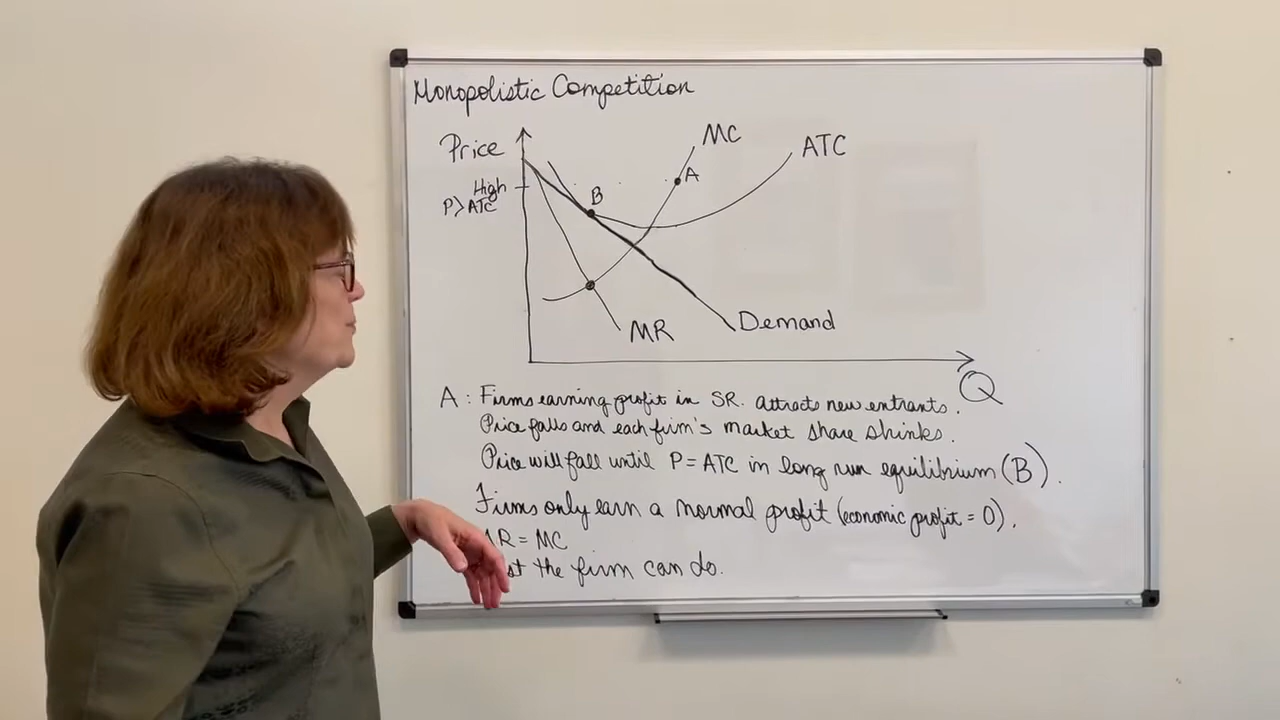 Monopolistic Competition
Price
MC
ATC
A
High
P>ATC
B
MR
Demand
Q
A: Firms earning profit in SR. attracts new entrants.
Price falls and each firm's market share shinks.
Price will fall until P=ATC in long run equilibrium (B).
Firms only earn a normal profit (economic profit = 0).
MR = MC
the firm can do.